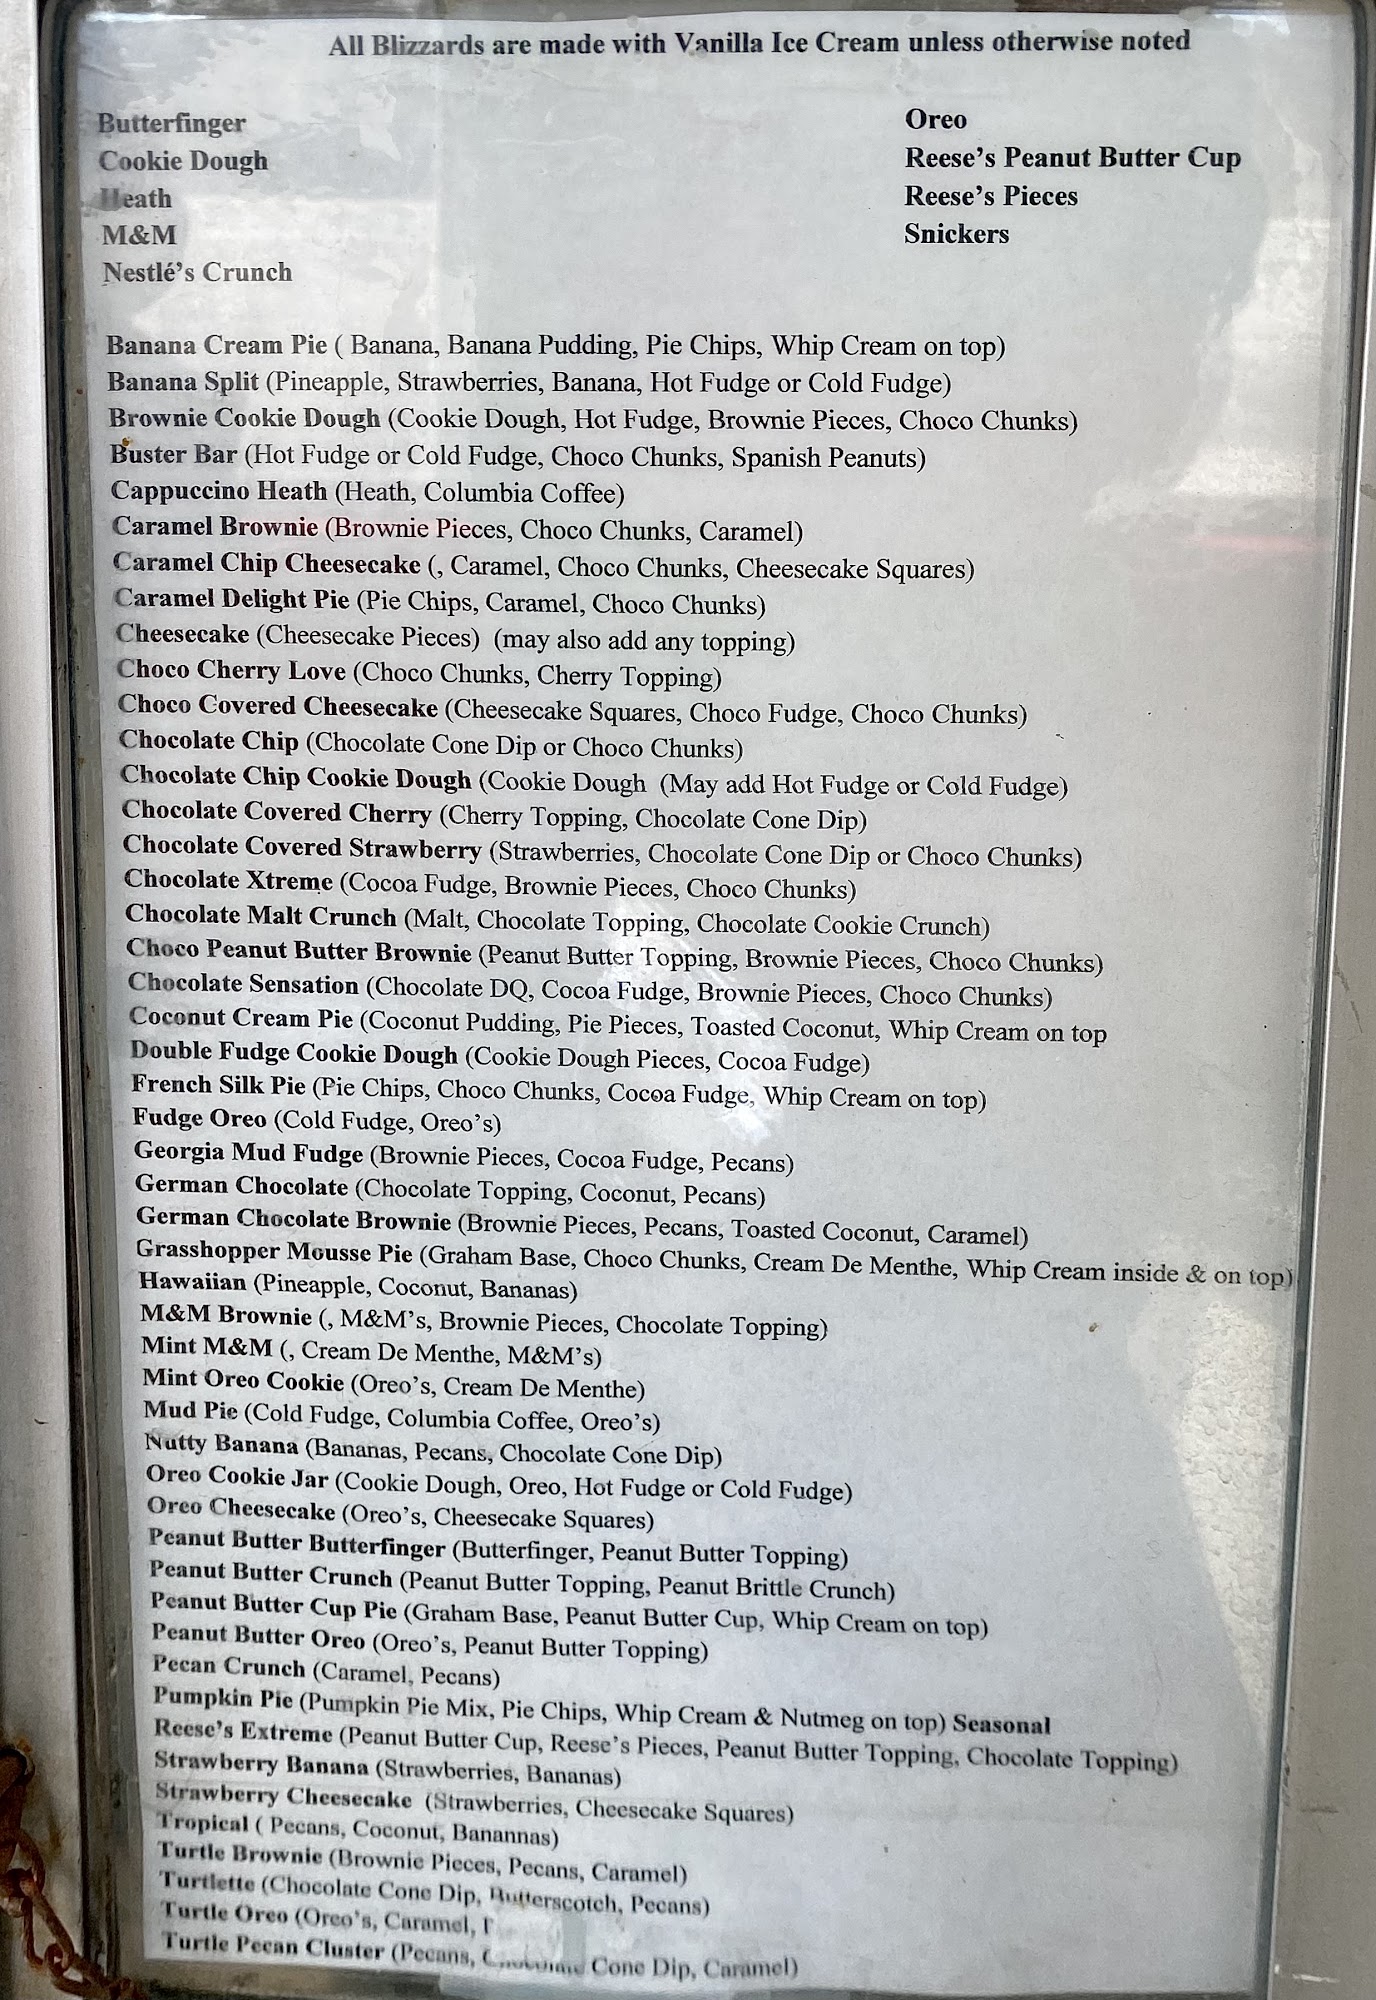 All Blizzards are made with Vanilla Ice Cream unless otherwise noted
Butterfinger
Cookie Dough
Heath
M&M
Nestlé's Crunch
Oreo
Reese's Peanut Butter Cup
Reese's Pieces
Snickers
Banana Cream Pie ( Banana, Banana Pudding, Pie Chips, Whip Cream on top)
Banana Split (Pineapple, Strawberries, Banana, Hot Fudge or Cold Fudge)
Brownie Cookie Dough (Cookie Dough, Hot Fudge, Brownie Pieces, Choco Chunks)
Buster Bar (Hot Fudge or Cold Fudge, Choco Chunks, Spanish Peanuts)
Cappuccino Heath (Heath, Columbia Coffee)
Caramel Brownie (Brownie Pieces, Choco Chunks, Caramel)
Caramel Chip Cheesecake (, Caramel, Choco Chunks, Cheesecake Squares)
Caramel Delight Pie (Pie Chips, Caramel, Choco Chunks)
Cheesecake (Cheesecake Pieces)  (may also add any topping)
Choco Cherry Love (Choco Chunks, Cherry Topping)
Choco Covered Cheesecake (Cheesecake Squares, Choco Fudge, Choco Chunks)
Chocolate Chip (Chocolate Cone Dip or Choco Chunks)
Chocolate Chip Cookie Dough (Cookie Dough  (May add Hot Fudge or Cold Fudge)
Chocolate Covered Cherry (Cherry Topping, Chocolate Cone Dip)
Chocolate Covered Strawberry (Strawberries, Chocolate Cone Dip or Choco Chunks)
Chocolate Xtreme (Cocoa Fudge, Brownie Pieces, Choco Chunks)
Chocolate Malt Crunch (Malt, Chocolate Topping, Chocolate Cookie Crunch)
Choco Peanut Butter Brownie (Peanut Butter Topping, Brownie Pieces, Choco Chunks)
Chocolate Sensation (Chocolate DQ, Cocoa Fudge, Brownie Pieces, Choco Chunks)
Coconut Cream Pie (Coconut Pudding, Pie Pieces, Toasted Coconut, Whip Cream on top
Double Fudge Cookie Dough (Cookie Dough Pieces, Cocoa Fudge)
French Silk Pie (Pie Chips, Choco Chunks, Cocoa Fudge, Whip Cream on top)
Fudge Oreo (Cold Fudge, Oreo's)
Georgia Mud Fudge (Brownie Pieces, Cocoa Fudge, Pecans)
German Chocolate (Chocolate Topping, Coconut, Pecans)
German Chocolate Brownie (Brownie Pieces, Pecans, Toasted Coconut, Caramel)
Grasshopper Mousse Pie (Graham Base, Choco Chunks, Cream De Menthe, Whip Cream inside & on top)
Hawaiian (Pineapple, Coconut, Bananas)
M&M Brownie (, M&M's, Brownie Pieces, Chocolate Topping)
Mint M&M (, Cream De Menthe, M&M's)
Mint Oreo Cookie (Oreo's, Cream De Menthe)
Mud Pie (Cold Fudge, Columbia Coffee, Oreo's)
Nutty Banana (Bananas, Pecans, Chocolate Cone Dip)
Oreo Cookie Jar (Cookie Dough, Oreo, Hot Fudge or Cold Fudge)
Oreo Cheesecake (Oreo's, Cheesecake Squares)
Peanut Butter Butterfinger (Butterfinger, Peanut Butter Topping)
Peanut Butter Crunch (Peanut Butter Topping, Peanut Brittle Crunch)
Peanut Butter Cup Pie (Graham Base, Peanut Butter Cup, Whip Cream on top)
Peanut Butter Oreo (Oreo's, Peanut Butter Topping)
Pecan Crunch (Caramel, Pecans)
Pumpkin Pie (Pumpkin Pie Mix, Pie Chips, Whip Cream & Nutmeg on top) Seasonal
Reese's Extreme (Peanut Butter Cup, Reese's Pieces, Peanut Butter Topping, Chocolate Topping)
Strawberry Banana (Strawberries, Bananas)
Strawberry Cheesecake  (Strawberries, Cheesecake Squares)
Tropical ( Pecans, Coconut, Banannas)
Turtle Brownie (Brownie Pieces, Pecans, Caramel)
Turtlette (Chocolate Cone Dip, Butterscotch, Pecans)
Turtle Oreo (Oreo's, Caramel,
Turtle Pecan Cluster (Pecans, Chocolate Cone Dip, Caramel)